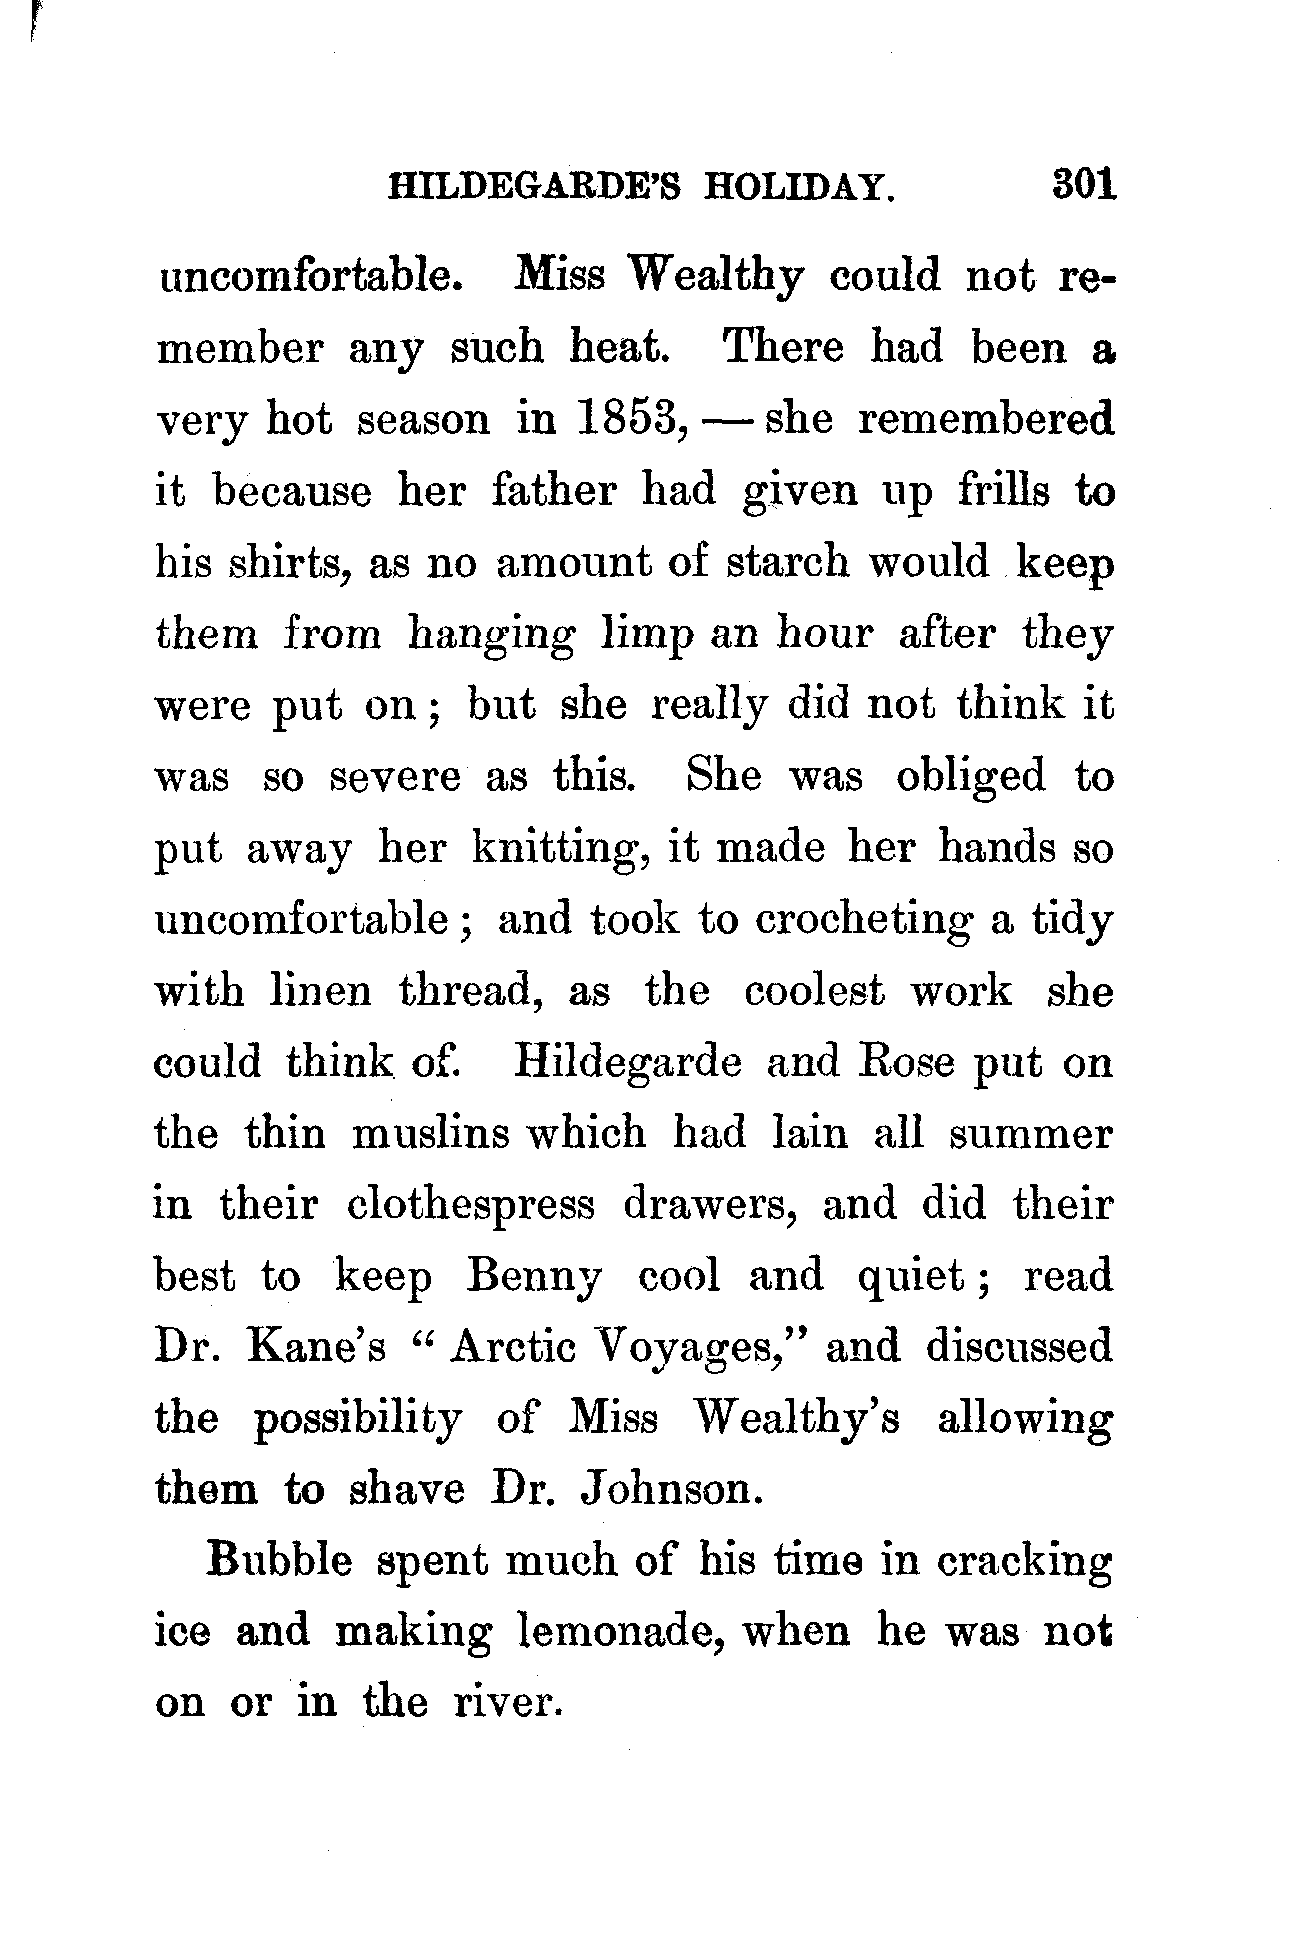 HILDEGARDE'S HOLIDAY. 301
uncomfortable. Miss Wealthy could not re-
member any such heat. There had been a
very hot season in 1853, — she remembered
it because her father had given up frills to
his shirts, as no amount of starch would keep
them from hanging limp an hour after they
were put on ; but she really did not think it
was so severe as this. She was obliged to
put away her knitting, it made her hands so
uncomfortable ; and took to crocheting a tidy
with linen thread, as the coolest work she
could think of. Hildegarde and Rose put on
the thin muslins which had lain all summer
in their clothespress drawers, and did their
best to keep Benny cool and quiet ; read
Dr. Kane's " Arctic Voyages," and discussed
the possibility of Miss Wealthy's allowing
them to shave Dr. Johnson.
Bubble spent much of his time in cracking
ice and making lemonade, when he was not
on or in the river.